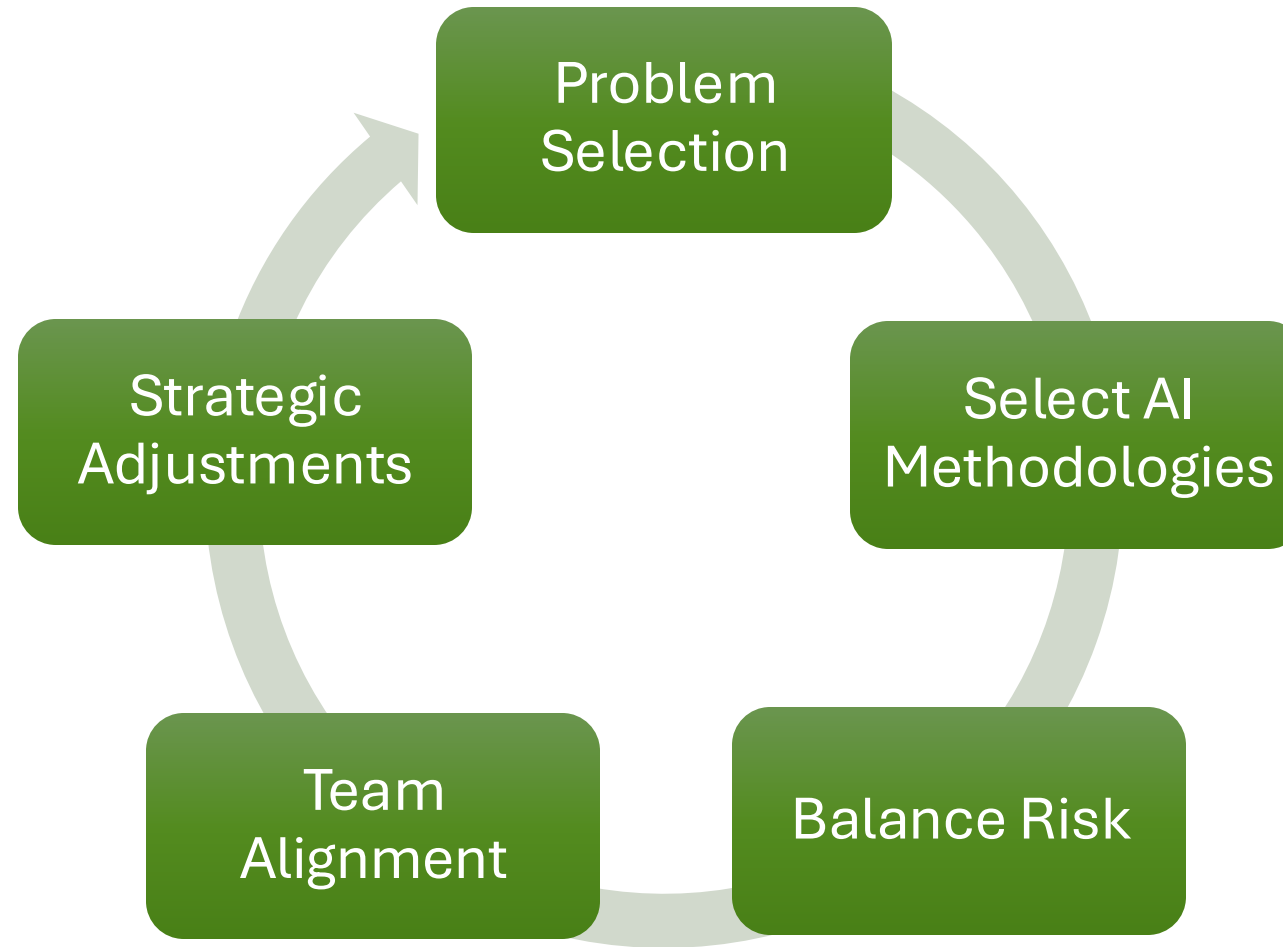 Problem
Selection
Select AI
Methodologies
Balance Risk
Team
Alignment
Strategic
Adjustments